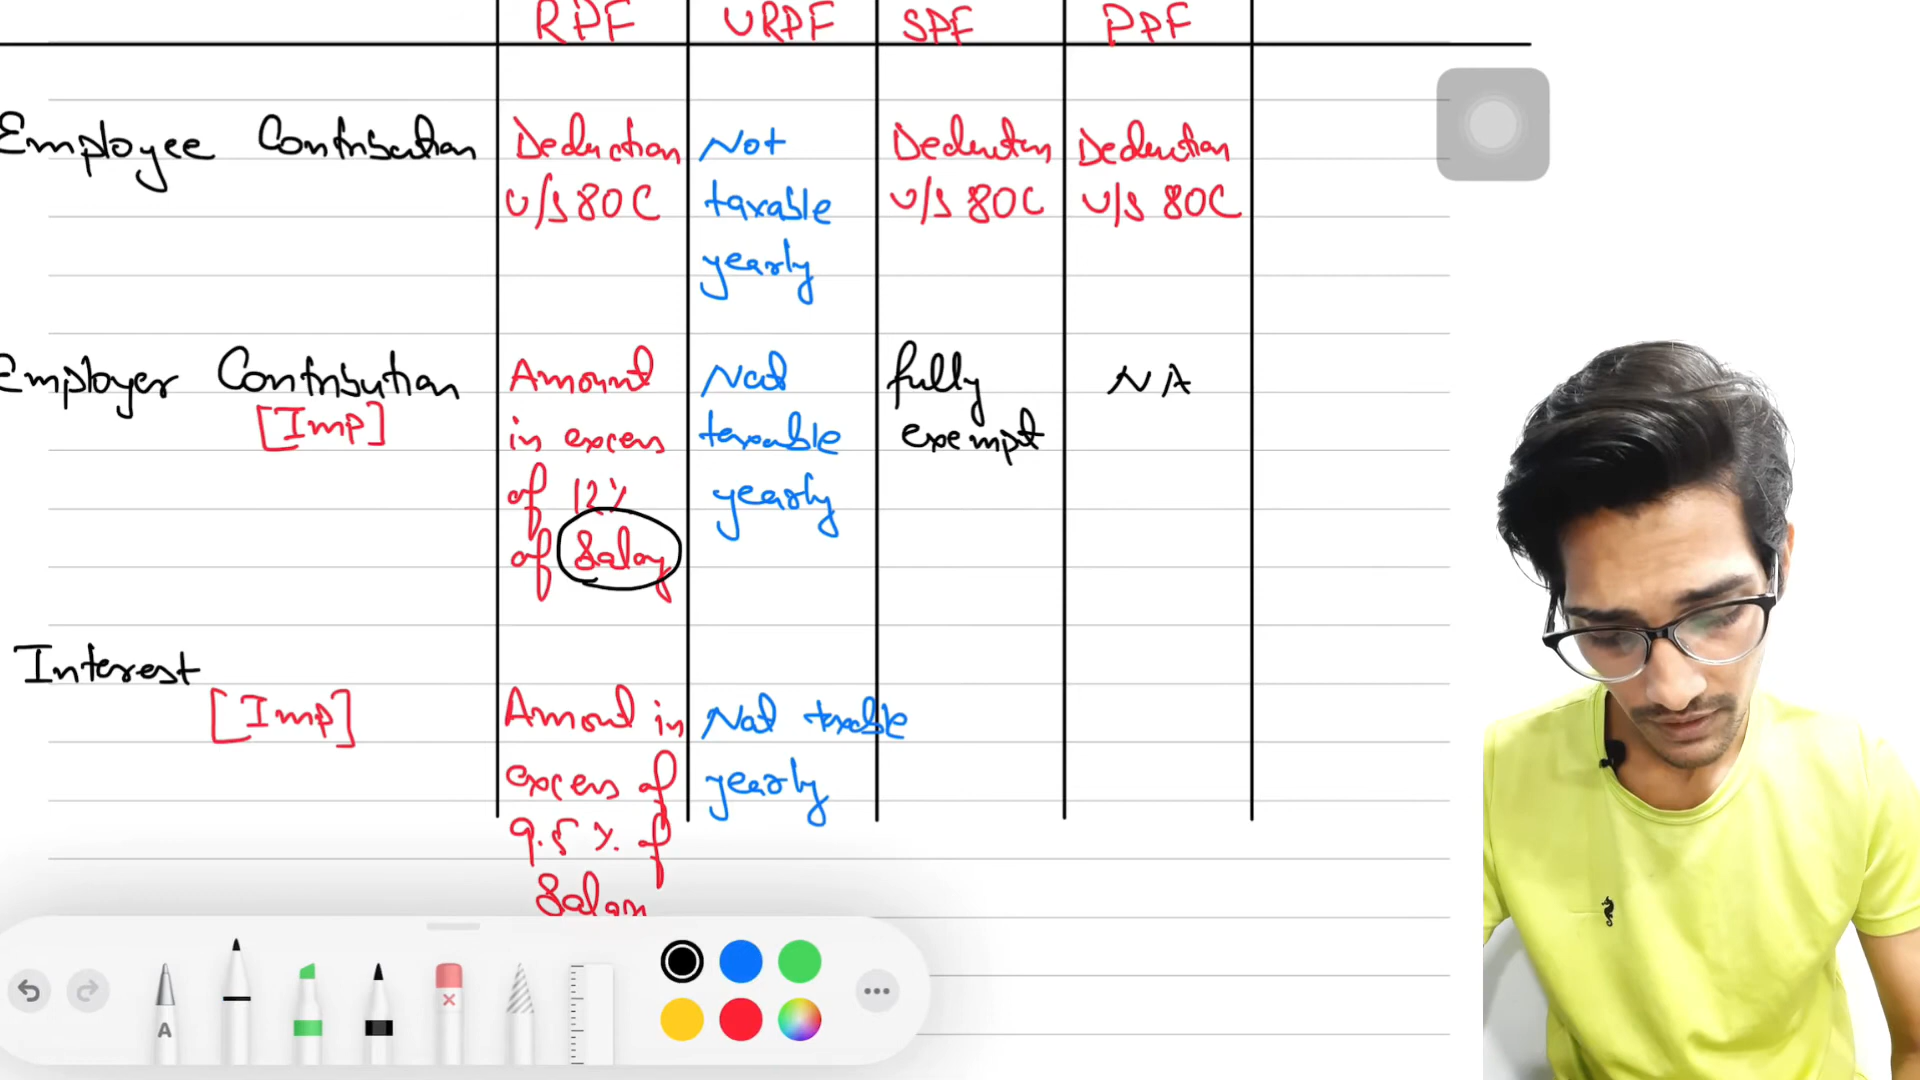 RPF URPF SPF PPF
Employee Contribution
Deduction
u/s 80C
Not
taxable
yearly
Deduction
u/s 80C
Deduction
u/s 80C
Employer Contribution
[Imp]
Amount
in excess
of 12%
of Salary
Not
taxable
yearly
fully
exempt
NA
Interest
[Imp]
Amount in
excess of
9.5% of
Salary
Not taxable
yearly
A